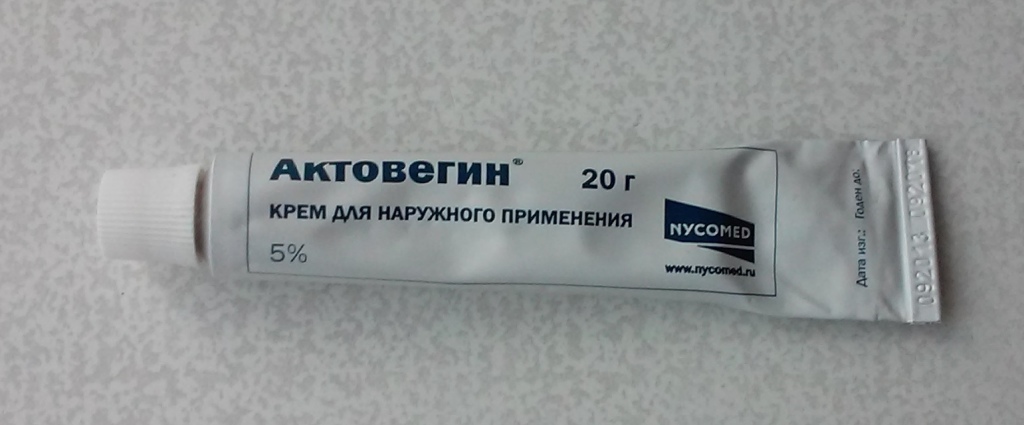 Актовегин®
20 г
КРЕМ ДЛЯ НАРУЖНОГО ПРИМЕНЕНИЯ
5%
NYCOMED
www.nycomed.ru
Дата изг.: Годен до:
092013 092018